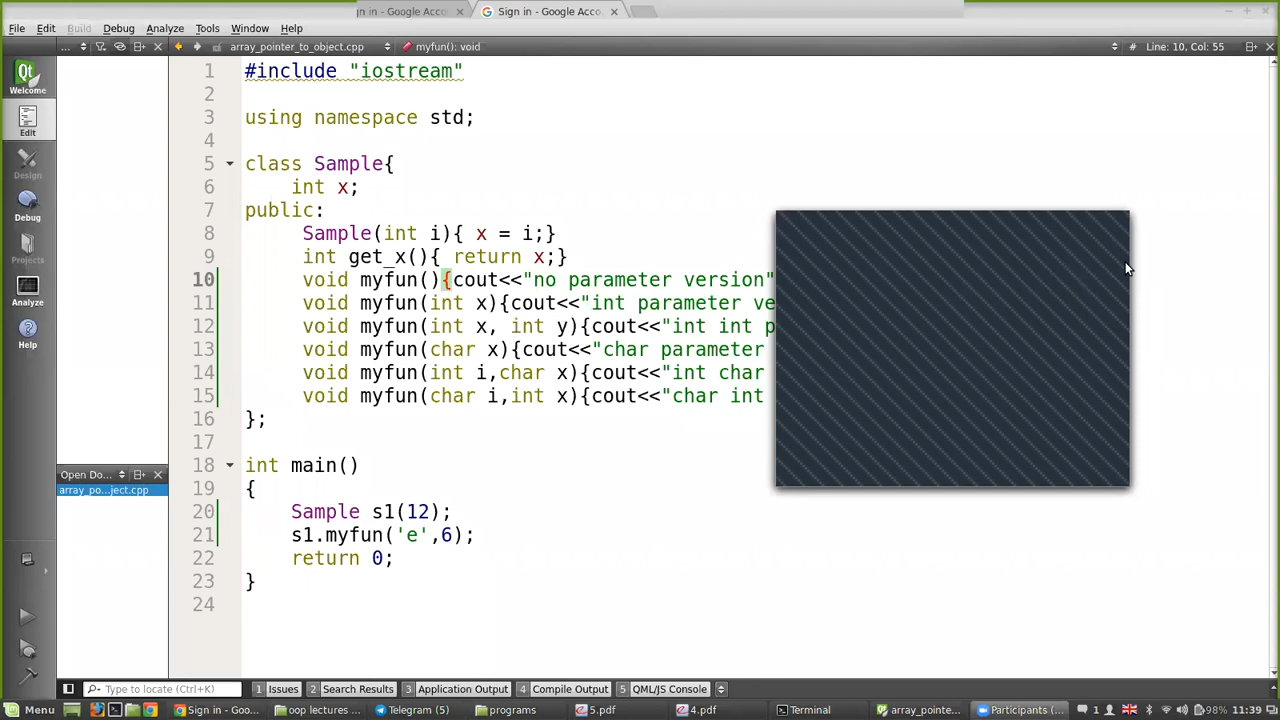 gn in - Google Acco
Sign in - Google Acco.
File Edit Build Debug Analyze Tools Window Help
... array_pointer_to_object.cpp myfun(): void # Line: 10, Col: 55
Welcome
Edit
Design
Debug
Projects
Analyze
Help
1 #include "iostream"
2
3 using namespace std;
4
5 class Sample{
6 int x;
7 public:
8 Sample(int i){ x = i;}
9 int get_x(){ return x;}
10 void myfun(){cout<<"no parameter version"
11 void myfun(int x){cout<<"int parameter ve
12 void myfun(int x, int y){cout<<"int int p
13 void myfun(char x){cout<<"char parameter
14 void myfun(int i,char x){cout<<"int char
15 void myfun(char i,int x){cout<<"char int
16 };
17
18 int main()
19 {
20 Sample s1(12);
21 s1.myfun('e',6);
22 return 0;
23 }
24
Open Do...
array_po...ject.cpp
Type to locate (Ctrl+K) 1 Issues 2 Search Results 3 Application Output 4 Compile Output 5 QML/JS Console
Menu Sign in - Goo... oop lectures ... Telegram (5) programs 5.pdf 4.pdf Terminal array_pointe... Participants (... 1 98% 11:39